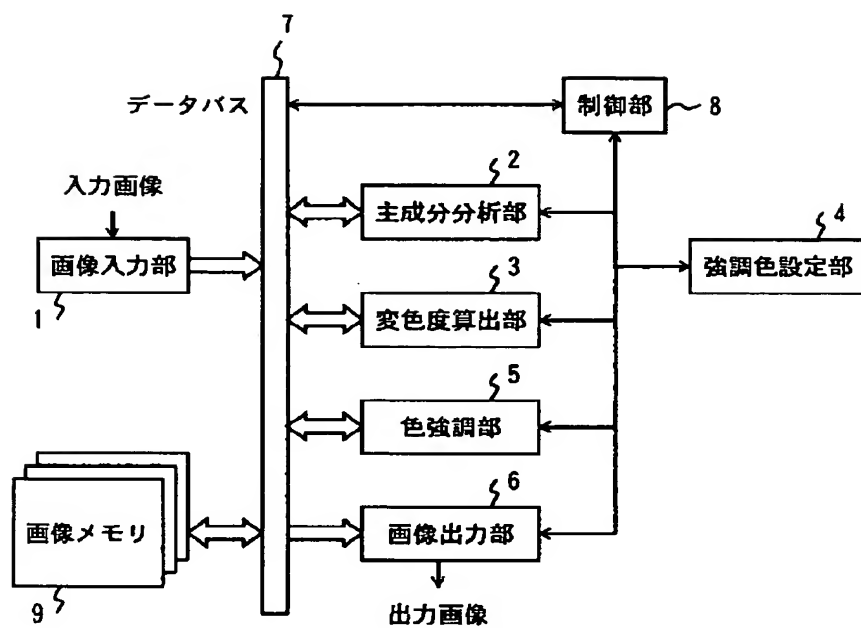 7
データバス
制御部
8
入力画像
2
主成分分析部
4
画像入力部
強調色設定部
1
3
変色度算出部
5
色強調部
6
画像メモリ
画像出力部
9
出力画像